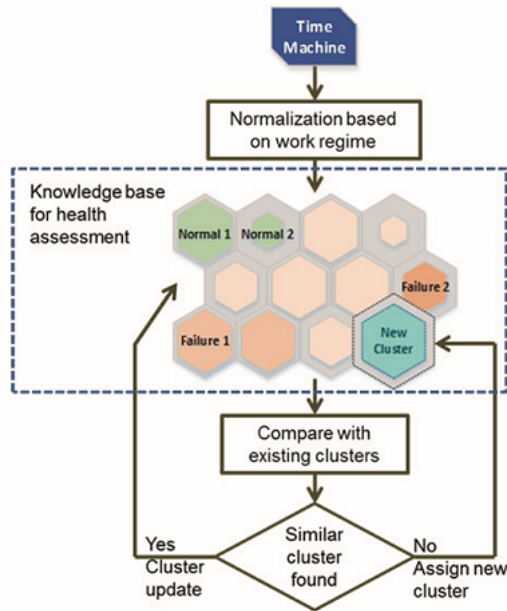 Time
Machine
Normalization based
on work regime
Knowledge base
for health
assessment
Normal 1
Normal 2
Failure 2
Failure 1
New
Cluster
Compare with
existing clusters
Similar
cluster
found
Yes
Cluster
update
No
Assign new
cluster